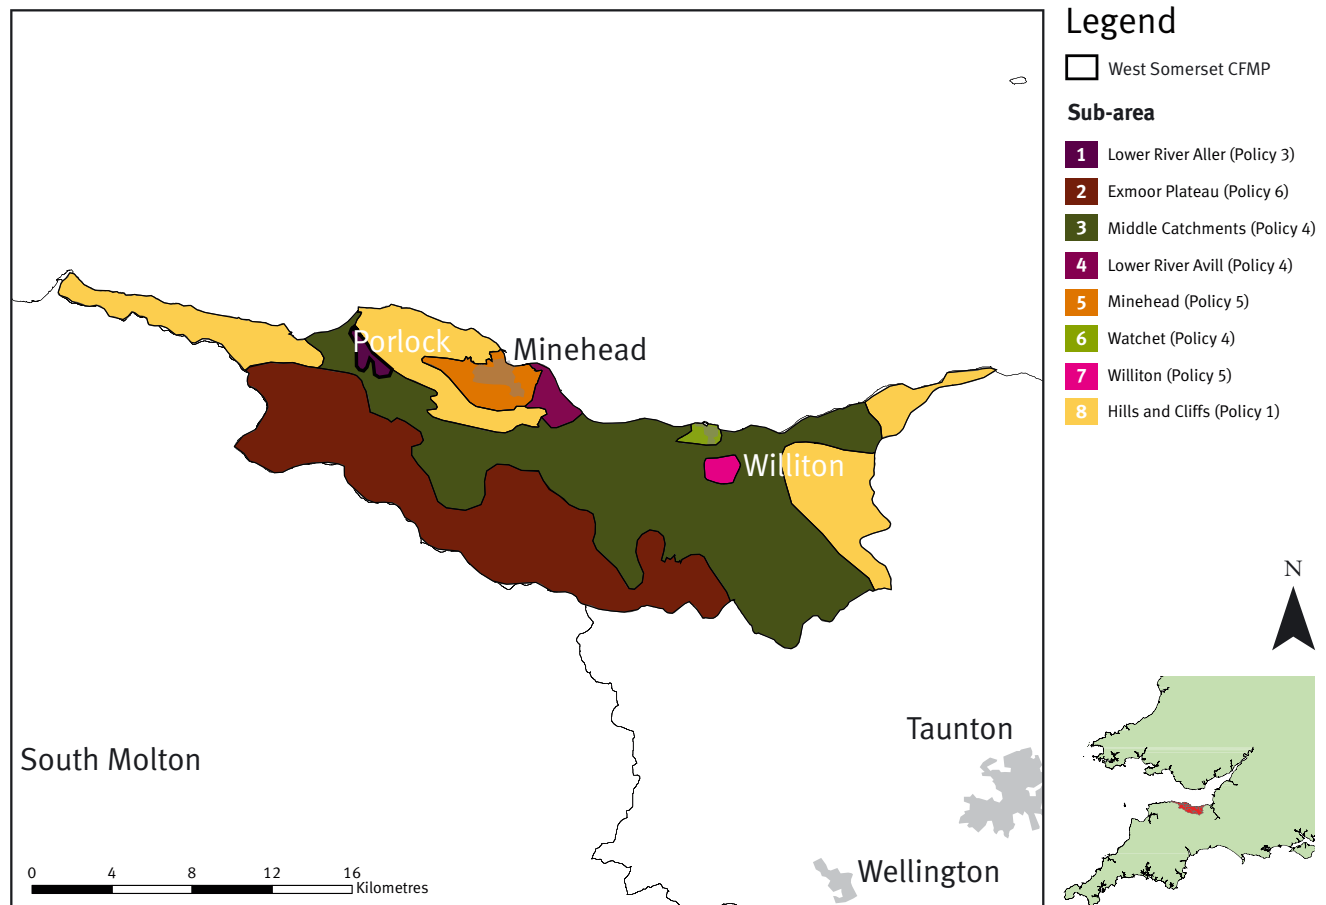 Legend
West Somerset CFMP
Sub-area
1 Lower River Aller (Policy 3)
2 Exmoor Plateau (Policy 6)
3 Middle Catchments (Policy 4)
4 Lower River Avill (Policy 4)
5 Minehead (Policy 5)
6 Watchet (Policy 4)
7 Williton (Policy 5)
8 Hills and Cliffs (Policy 1)
Porlock
Minehead
Williton
N
Taunton
South Molton
Wellington
0 4 8 12 16
Kilometres